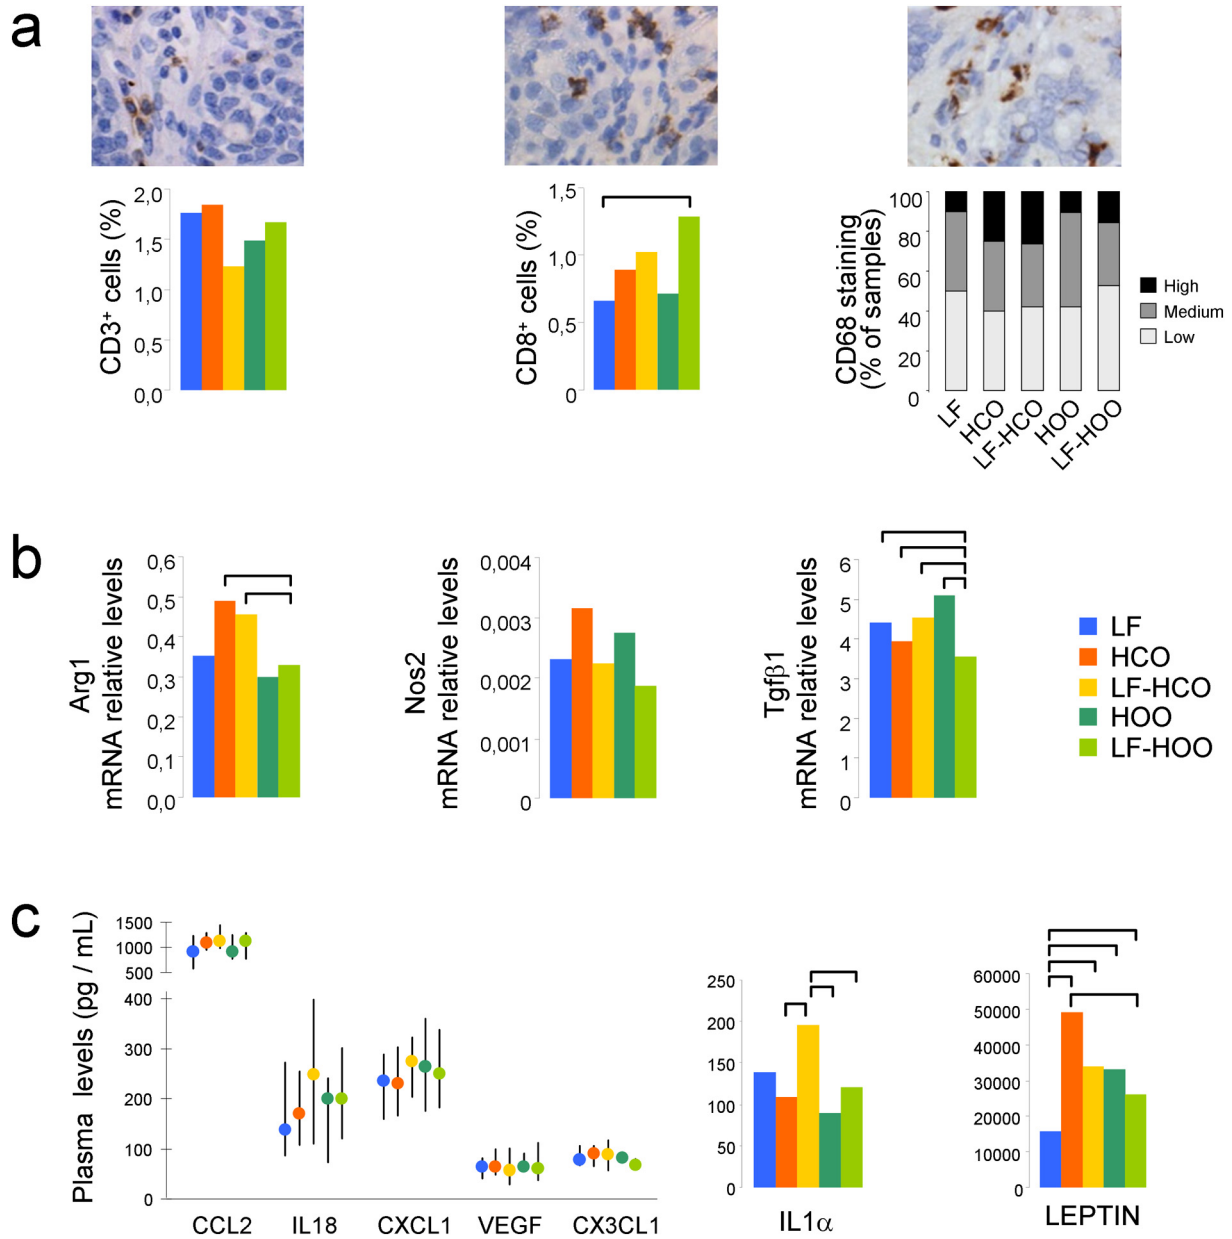 a
CD3+ cells (%)
2,0
1,5
1,0
0,5
0,0
CD8+ cells (%)
1,5
1,0
0,5
0
CD68 staining
(% of samples)
100
80
60
40
20
0
LF
HCO
LF-HCO
HOO
LF-HOO
High
Medium
Low
b
Arg1
mRNA relative levels
0,6
0,5
0,4
0,3
0,2
0,1
0,0
Nos2
mRNA relative levels
0,004
0,003
0,002
0,001
0
Tgfβ1
mRNA relative levels
6
5
4
3
2
1
0
LF
HCO
LF-HCO
HOO
LF-HOO
c
Plasma levels (pg / mL)
1500
1000
500
400
300
200
100
0
CCL2
IL18
CXCL1
VEGF
CX3CL1
250
200
150
100
50
0
IL1α
60000
50000
40000
30000
20000
10000
0
LEPTIN